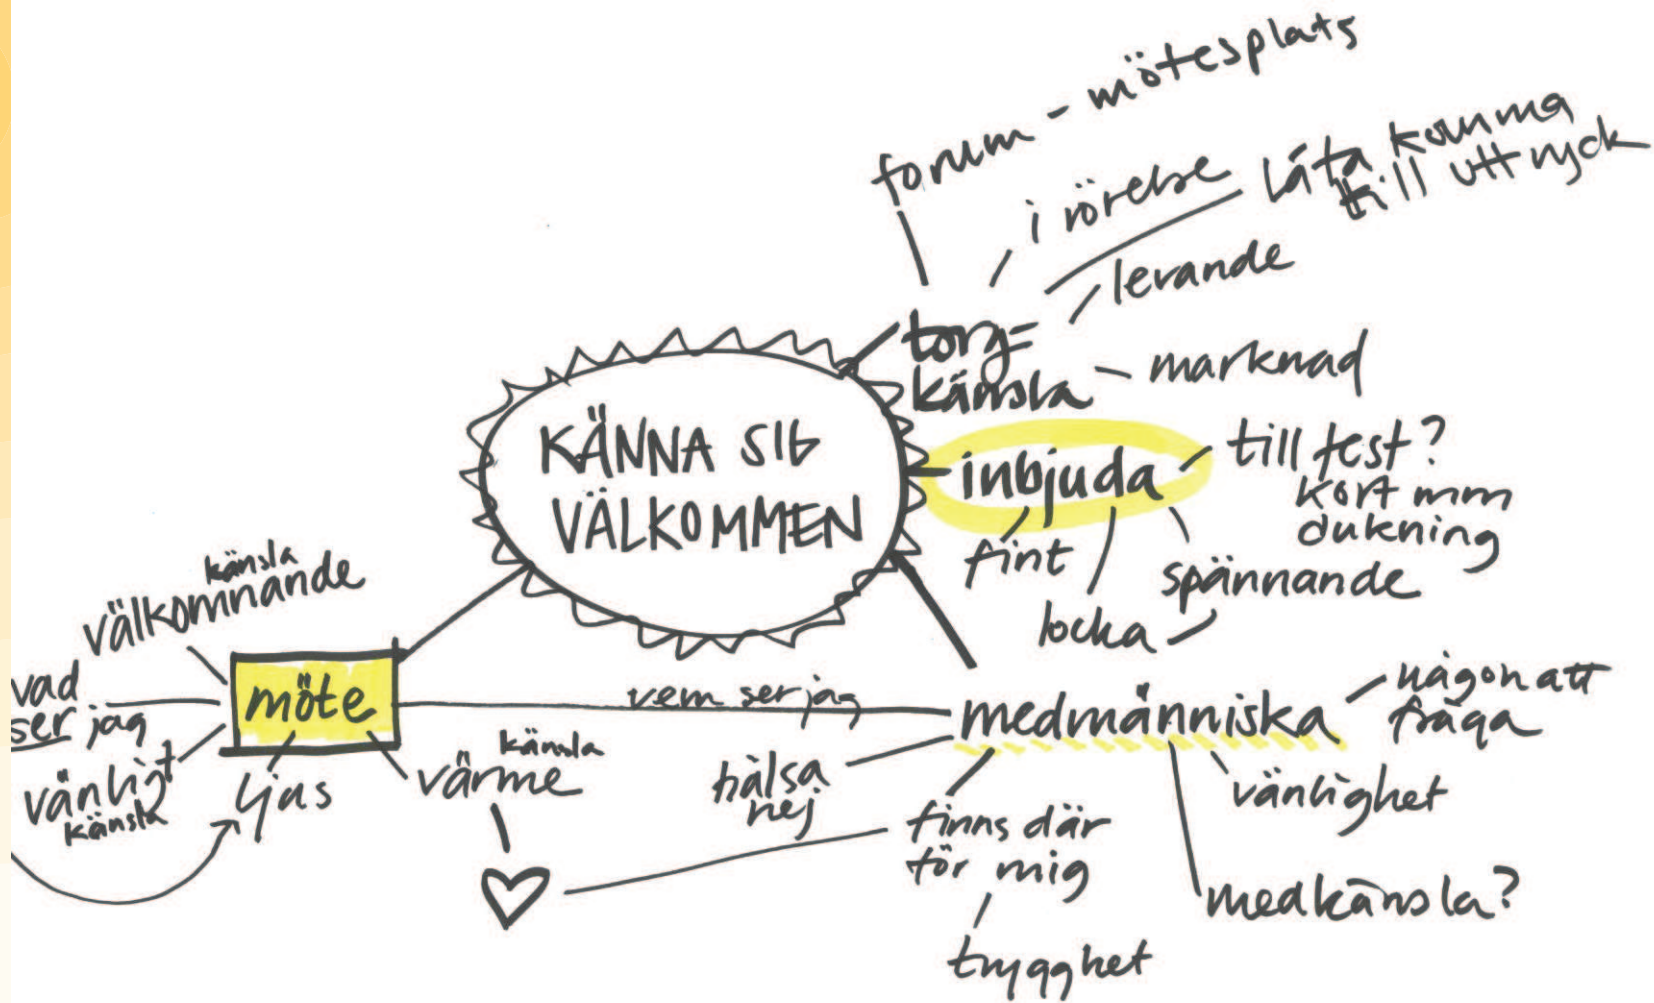 forum - mötesplats
i rörelse
låta komma
till uttryck
levande
torg=
känsla
marknad
KÄNNA SIG
VÄLKOMMEN
inbjuda
till fest?
kort mm
dukning
fint
spännande
locka
känsla
välkomnande
vad
ser jag
möte
vem ser jag
medmänniska
någon att
fråga
vänligt
känsla
ljus
känsla
värme
hälsa
hej
finns där
för mig
vänlighet
medkänsla?
trygghet